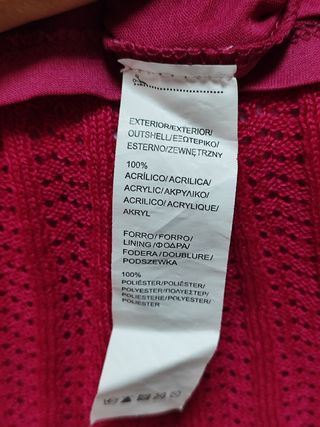 EXTERIOR/EXTERIOR/
OUTSHELL/ΕΞΩΤΕΡΙΚΟ/
ESTERNO/ZEWNĘTRZNY
100%
ACRÍLICO/ACRILICA/
ACRYLIC/ΑΚΡΥΛΙΚΟ/
ACRILICO/ACRYLIQUE/
AKRYL
FORRO/FORRO/
LINING/ΦΟΔΡΑ/
FODERA/DOUBLURE/
PODSZEWKA
100%
POLIÉSTER/POLIÉSTER/
POLYESTER/ΠΟΛΥΕΣΤΕΡ/
POLIESTERE/POLYESTER/
POLIESTER